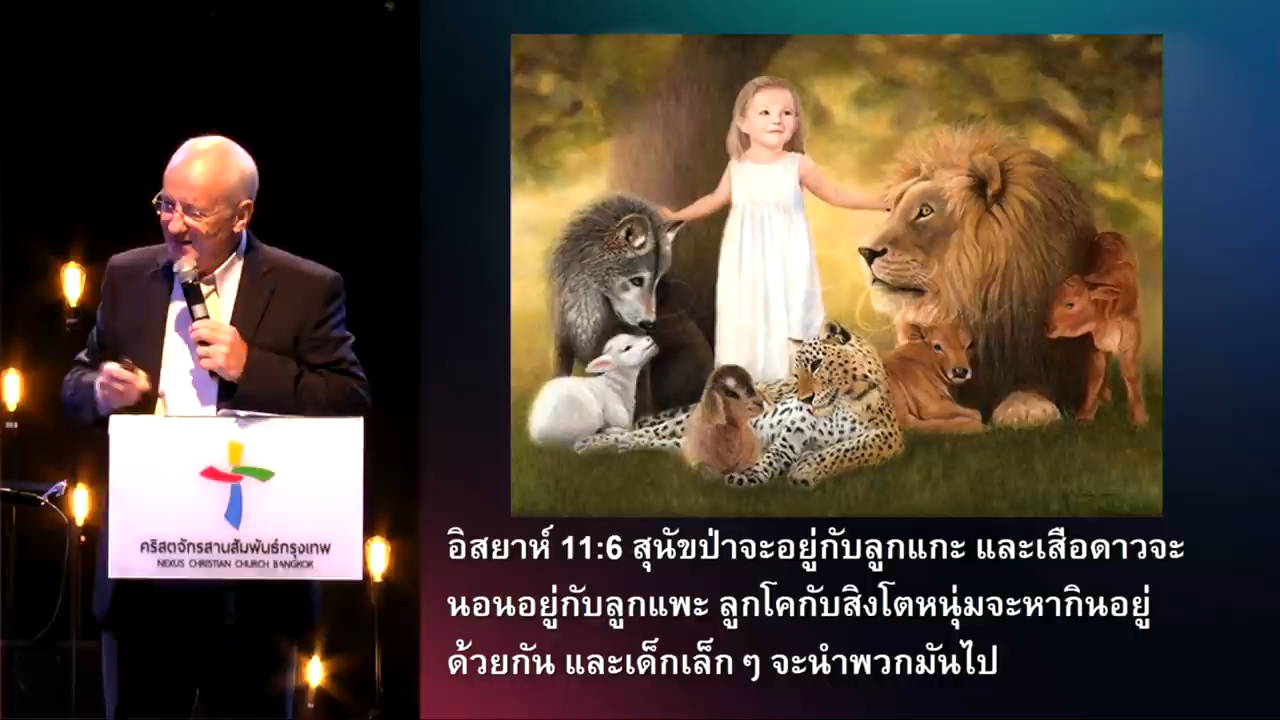 คริสตจักรสานสัมพันธ์กรุงเทพ
NEXUS CHRISTIAN CHURCH BANGKOK
อิสยาห์ 11:6 สุนัขป่าจะอยู่กับลูกแกะ และเสือดาวจะ
นอนอยู่กับลูกแพะ ลูกโคกับสิงโตหนุ่มจะหากินอยู่
ด้วยกัน และเด็กเล็ก ๆ จะนำพวกมันไป